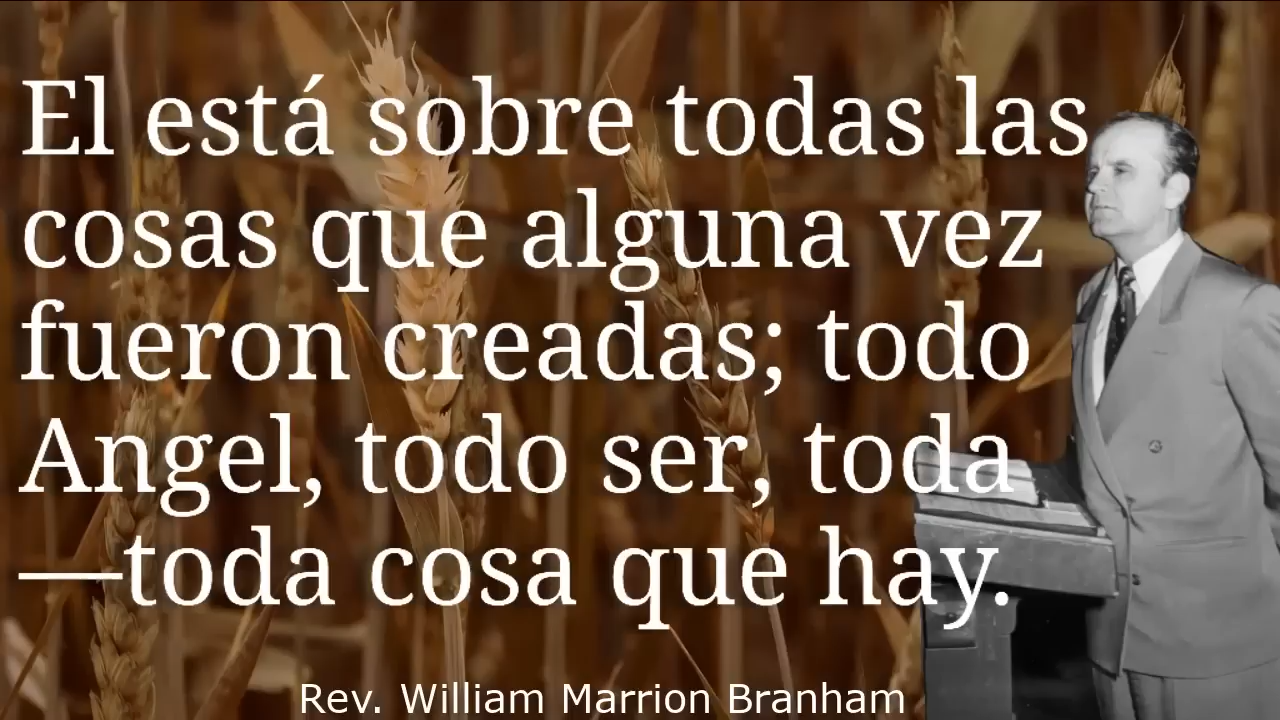 El está sobre todas las
cosas que alguna vez
fueron creadas; todo
Angel, todo ser, toda
—toda cosa que hay.
Rev. William Marrion Branham